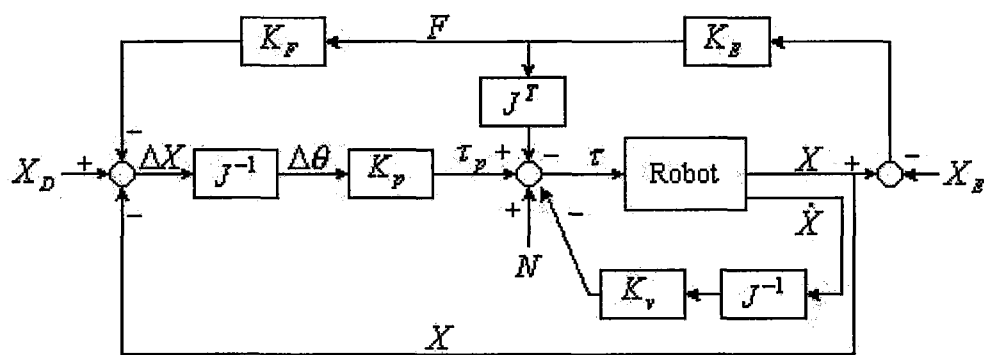 K_F
F
K_E
J^T
X_D
+
−
−
ΔX
J^{-1}
Δθ
K_p
τ_p
+
−
+
−
N
τ
Robot
X
+
−
X_E
Ẋ
K_v
J^{-1}
X